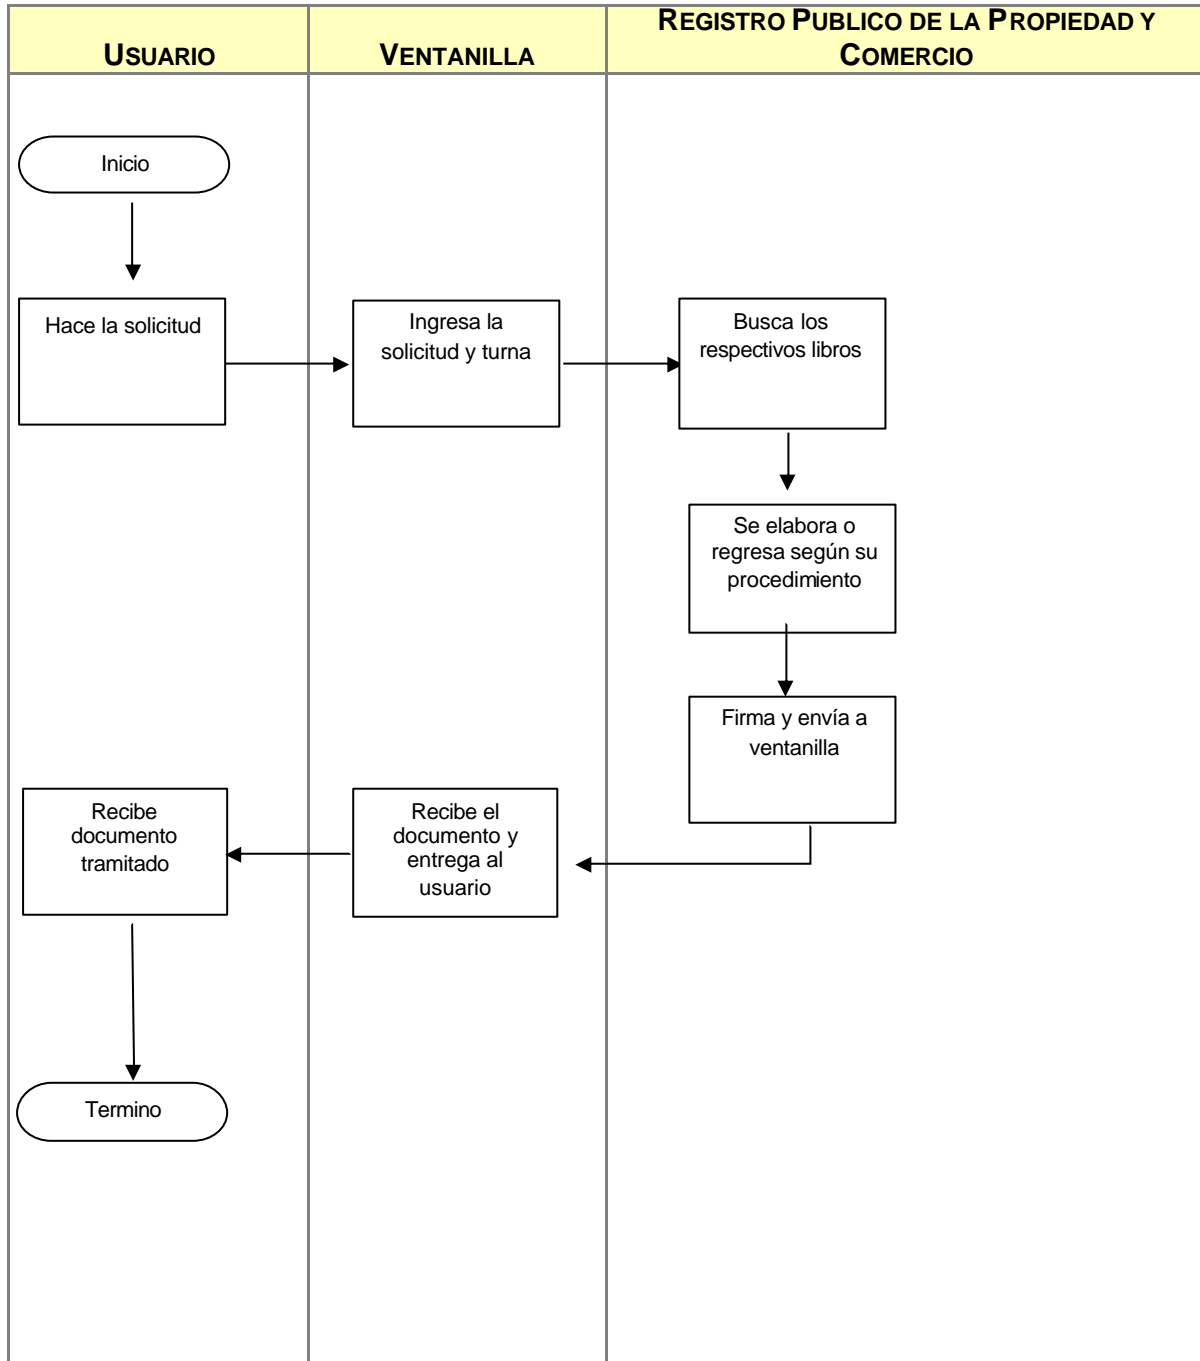 USUARIO
VENTANILLA
REGISTRO PUBLICO DE LA PROPIEDAD Y
COMERCIO
Inicio
Hace la solicitud
Ingresa la
solicitud y turna
Busca los
respectivos libros
Se elabora o
regresa según su
procedimiento
Firma y envía a
ventanilla
Recibe el
documento y
entrega al
usuario
Recibe
documento
tramitado
Termino